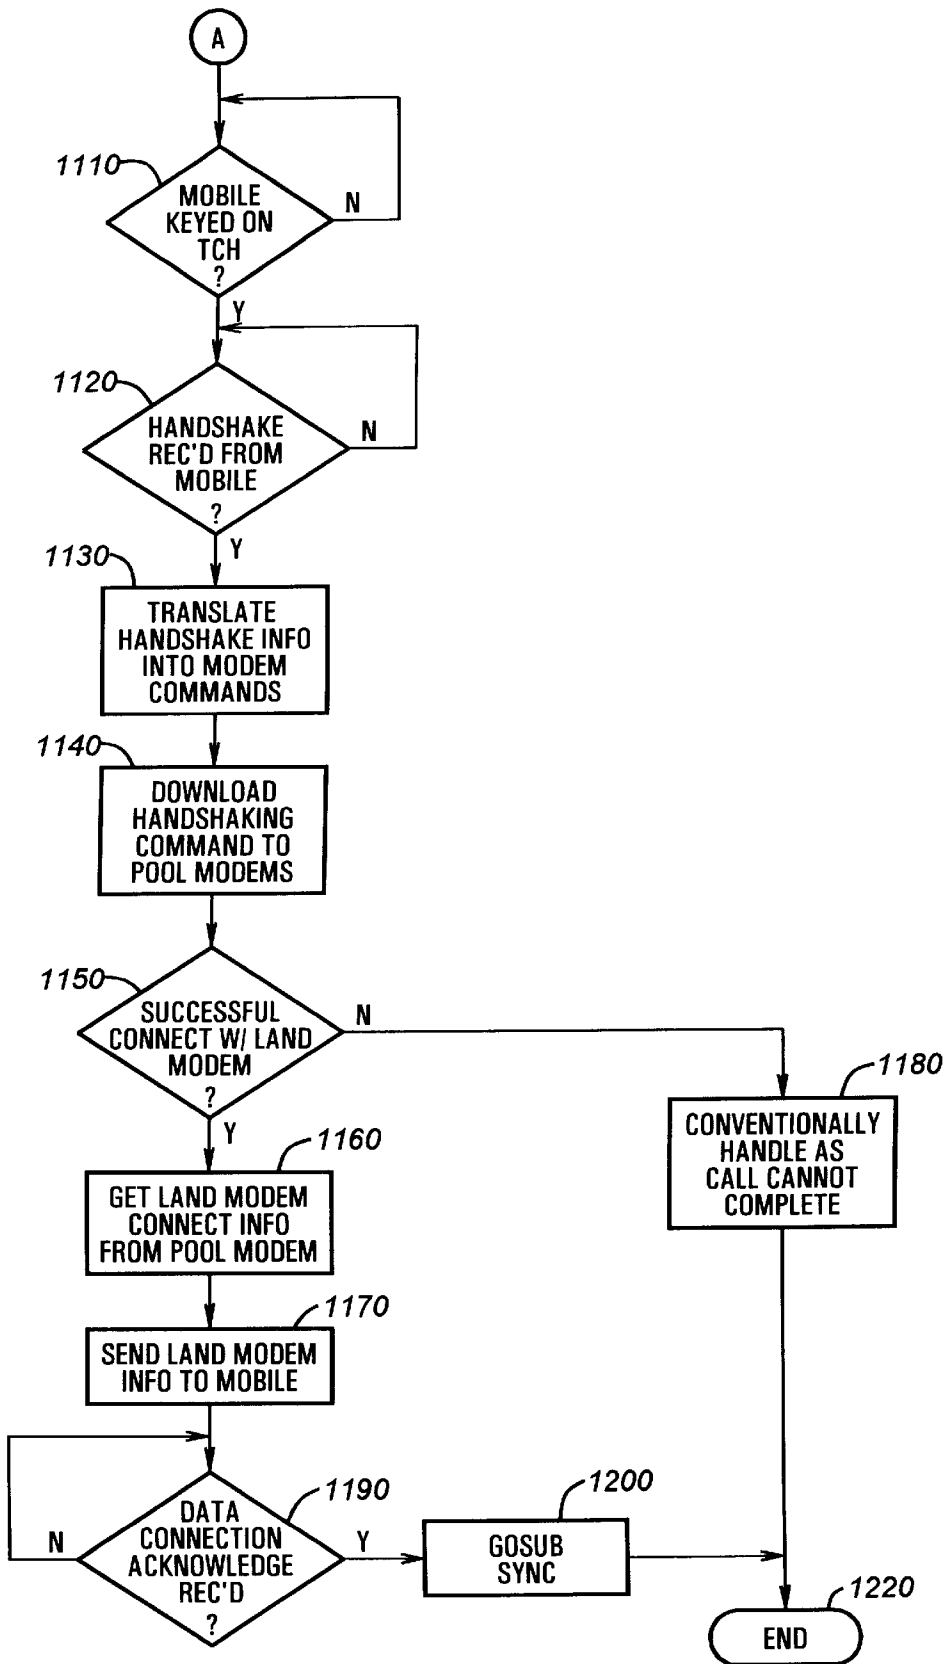 A
1110
MOBILE
KEYED ON
TCH
?
N
Y
1120
HANDSHAKE
REC'D FROM
MOBILE
?
N
Y
1130
TRANSLATE
HANDSHAKE INFO
INTO MODEM
COMMANDS
1140
DOWNLOAD
HANDSHAKING
COMMAND TO
POOL MODEMS
1150
SUCCESSFUL
CONNECT W/ LAND
MODEM
?
N
Y
1180
CONVENTIONALLY
HANDLE AS
CALL CANNOT
COMPLETE
1160
GET LAND MODEM
CONNECT INFO
FROM POOL MODEM
1170
SEND LAND MODEM
INFO TO MOBILE
1190
DATA
CONNECTION
ACKNOWLEDGE
REC'D
?
N
Y
1200
GOSUB
SYNC
1220
END